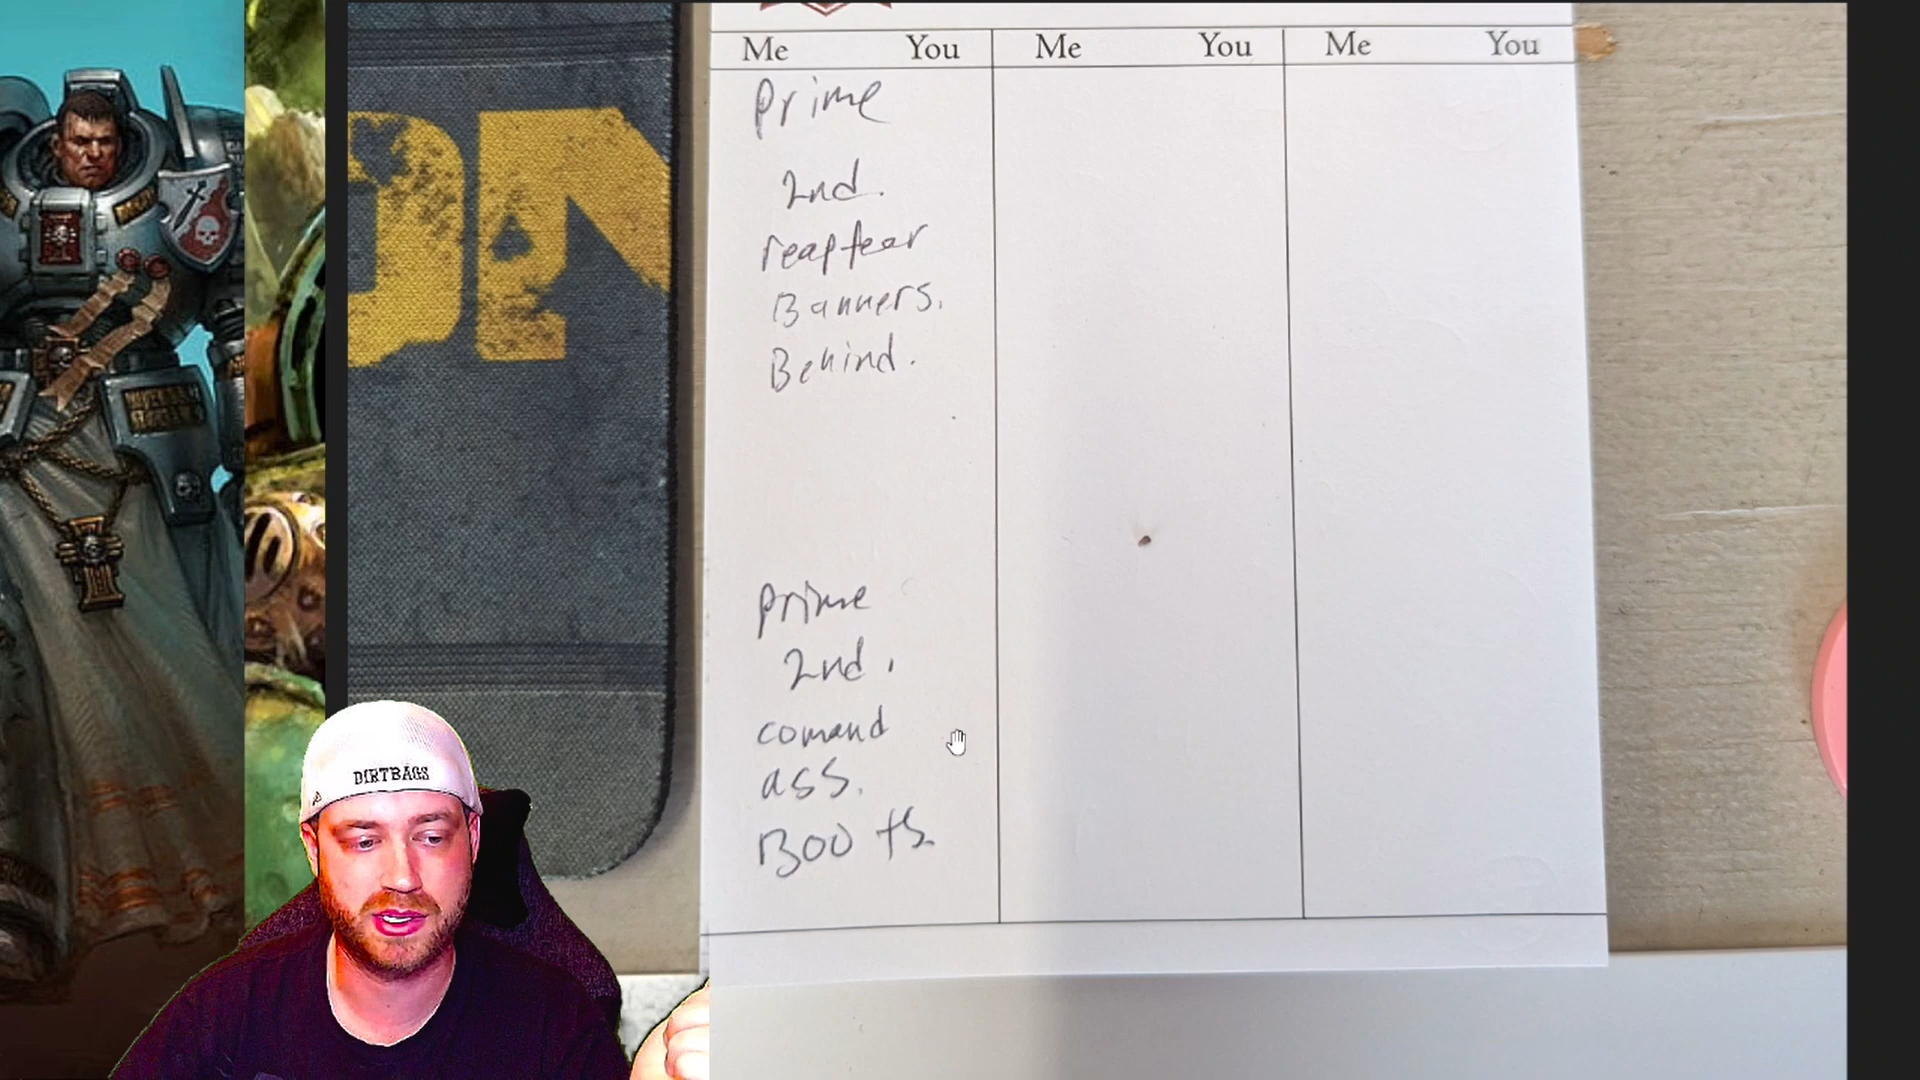 Me You Me You Me You
Prime
2nd.
reapfear
Banners.
Behind.
prime
2nd.
comand
ass.
Boots
DIRTBAGS